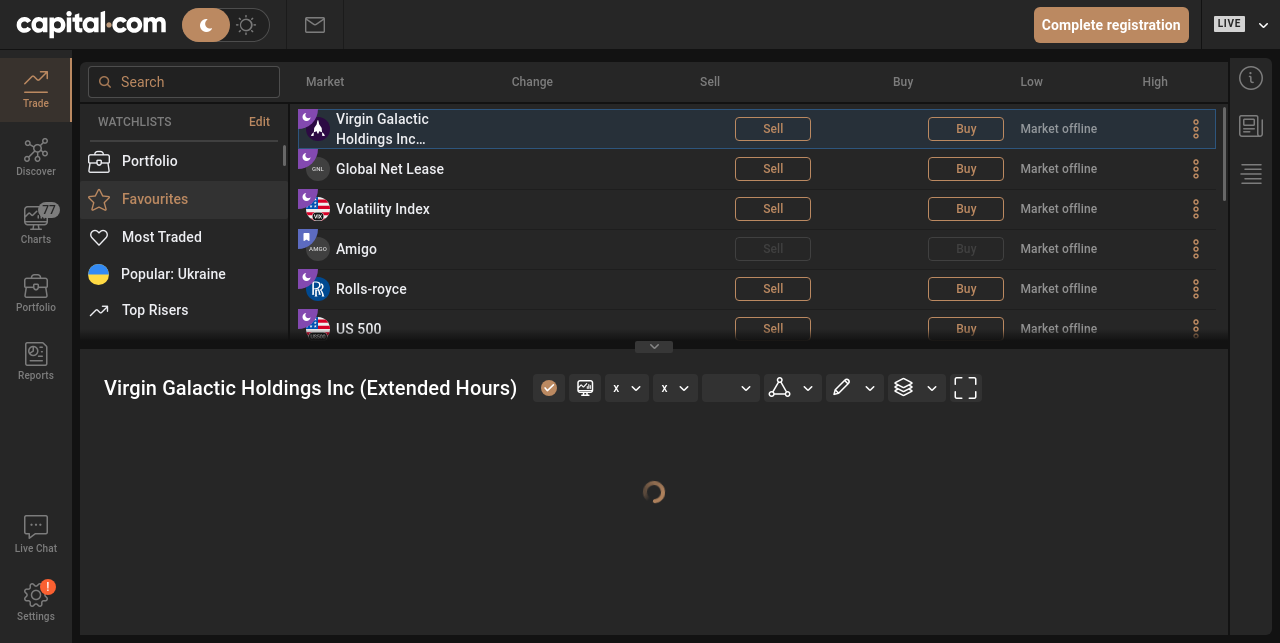 capital.com
Complete registration
LIVE
Trade
Discover
77
Charts
Portfolio
Reports
Live Chat
!
Settings
Search
WATCHLISTS Edit
Portfolio
Favourites
Most Traded
Popular: Ukraine
Top Risers
Market Change Sell Buy Low High
Virgin Galactic
Holdings Inc… Sell Buy Market offline
GNL Global Net Lease Sell Buy Market offline
VIX Volatility Index Sell Buy Market offline
AMIGO Amigo Sell Buy Market offline
Rolls-royce Sell Buy Market offline
US 500 Sell Buy Market offline
Virgin Galactic Holdings Inc (Extended Hours) x x